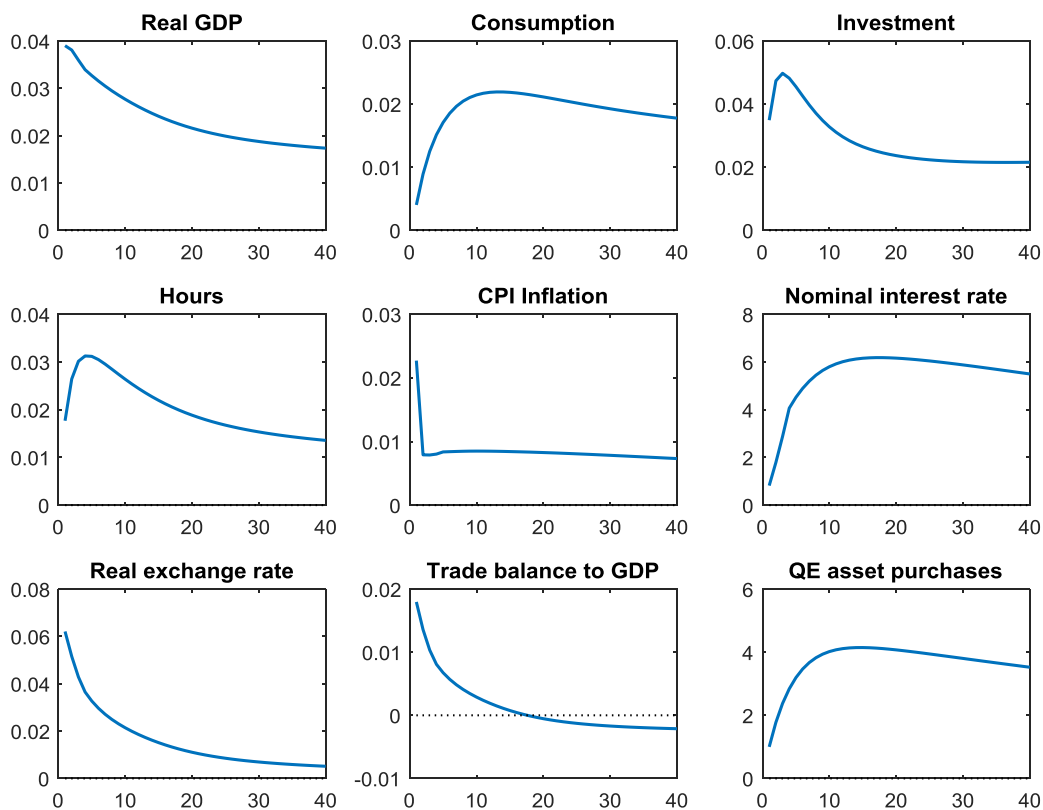 Real GDP
0.04
0.03
0.02
0.01
0
0 10 20 30 40
Consumption
0.03
0.02
0.01
0
0 10 20 30 40
Investment
0.06
0.04
0.02
0
0 10 20 30 40
Hours
0.04
0.03
0.02
0.01
0
0 10 20 30 40
CPI Inflation
0.03
0.02
0.01
0
0 10 20 30 40
Nominal interest rate
8
6
4
2
0
0 10 20 30 40
Real exchange rate
0.08
0.06
0.04
0.02
0
0 10 20 30 40
Trade balance to GDP
0.02
0.01
0
-0.01
0 10 20 30 40
QE asset purchases
6
4
2
0
0 10 20 30 40